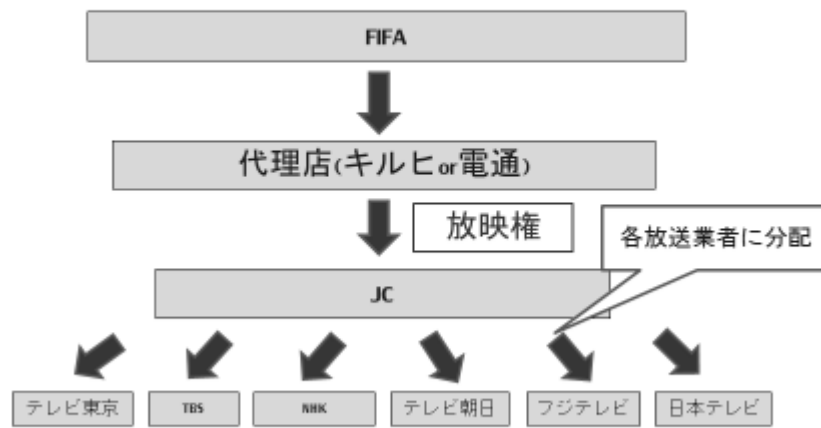 FIFA
代理店(キルヒor電通)
放映権
各放送業者に分配
JC
テレビ東京
TBS
NHK
テレビ朝日
フジテレビ
日本テレビ